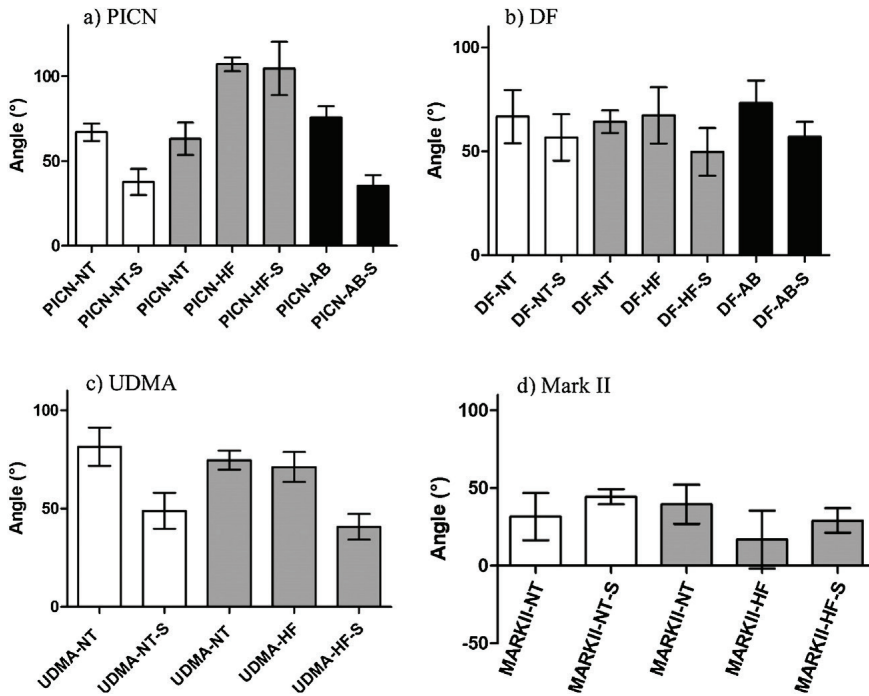 a) PICN
Angle (°)
100
50
0
PICN-NT
PICN-NT-S
PICN-NT
PICN-HF
PICN-HF-S
PICN-AB
PICN-AB-S
b) DF
Angle (°)
100
50
0
DF-NT
DF-NT-S
DF-NT
DF-HF
DF-HF-S
DF-AB
DF-AB-S
c) UDMA
Angle (°)
100
50
0
UDMA-NT
UDMA-NT-S
UDMA-NT
UDMA-HF
UDMA-HF-S
d) Mark II
Angle (°)
100
50
0
-50
MARKII-NT
MARKII-NT-S
MARKII-NT
MARKII-HF
MARKII-HF-S